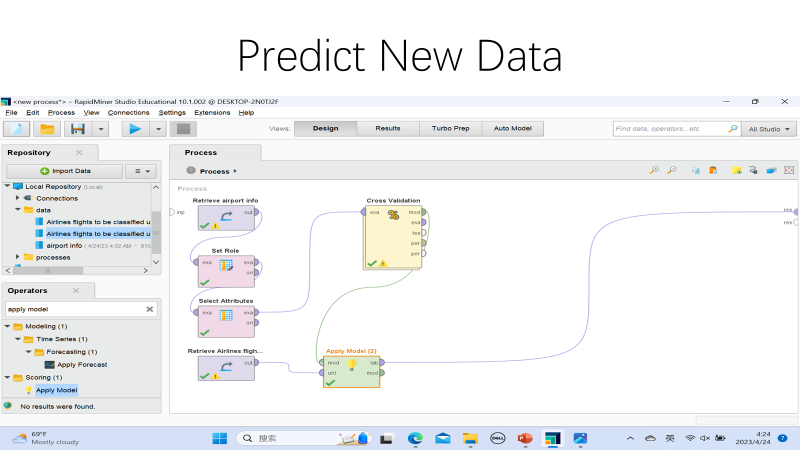 Predict New Data
<new process*> – RapidMiner Studio Educational 10.1.002 @ DESKTOP-2N0TJ2F
File Edit Process View Connections Settings Extensions Help
Views: Design Results Turbo Prep Auto Model
Find data, operators...etc
All Studio
Repository
Import Data
Local Repository (Local)
Connections
data
Airlines flights to be classified u
Airlines flights to be classified u
airport info (4/24/23 4:02 AM – 815
processes
Operators
apply model
Modeling (1)
Time Series (1)
Forecasting (1)
Apply Forecast
Scoring (1)
Apply Model
No results were found.
Process
Process
Process
inp
Retrieve airport info
out
Set Role
exa exa
ori
Select Attributes
exa exa
ori
Retrieve Airlines fligh...
out
Cross Validation
exa mod
exa
tes
per
per
Apply Model (2)
mod lab
unl mod
res
res
69°F
Mostly cloudy
搜索
DELL
英
4:24
2023/4/24
7